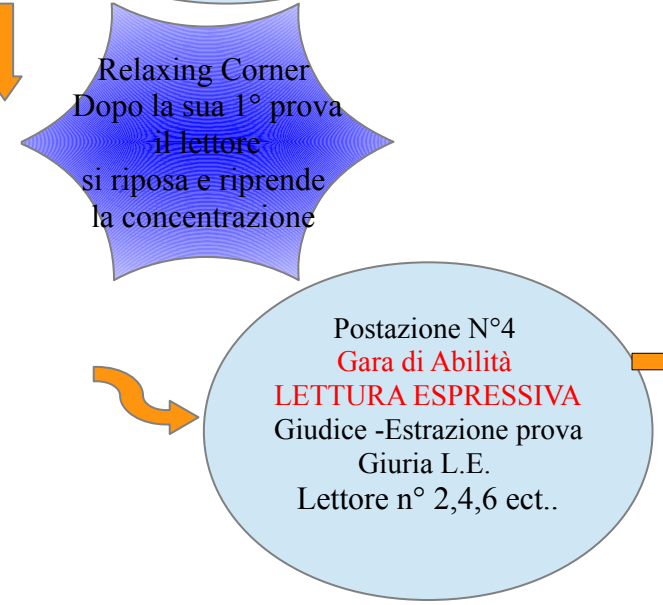 Relaxing Corner
Dopo la sua 1° prova
il lettore
si riposa e riprende
la concentrazione
Postazione N°4
Gara di Abilità
LETTURA ESPRESSIVA
Giudice -Estrazione prova
Giuria L.E.
Lettore n° 2,4,6 ect..